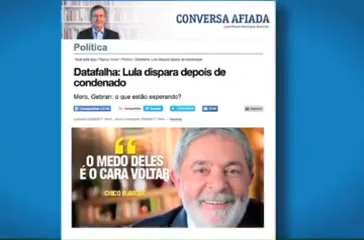 CONVERSA AFIADA
Política
Datafalha: Lula dispara depois de
condenado
Moro, Gebran: o que estão esperando?
"O MEDO DELES
É O CARA VOLTAR"
CHICO BUARQUE